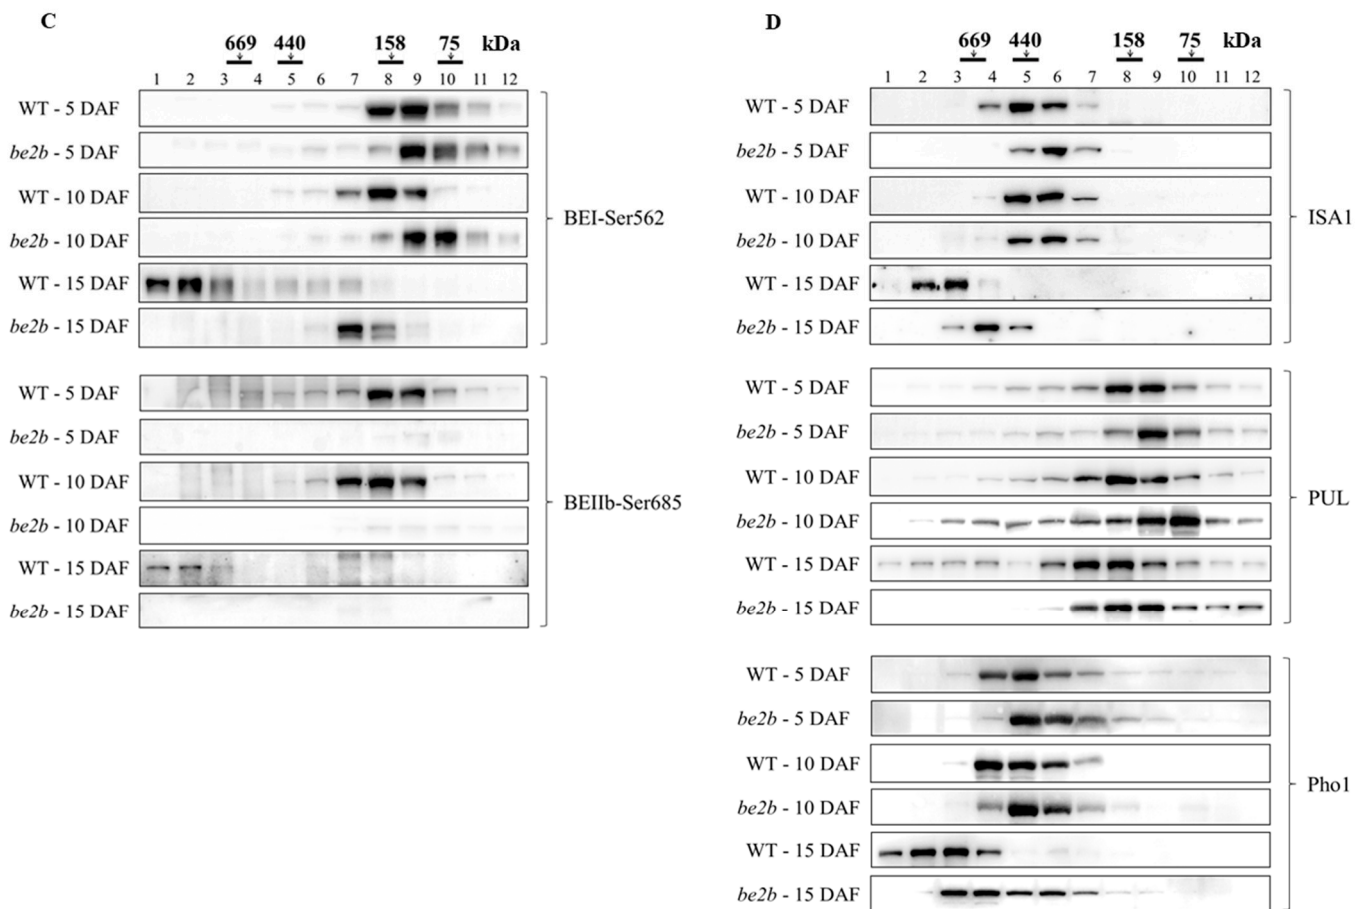 C
669 440 158 75 kDa
1 2 3 4 5 6 7 8 9 10 11 12
WT - 5 DAF
be2b - 5 DAF
WT - 10 DAF
be2b - 10 DAF
WT - 15 DAF
be2b - 15 DAF
BEI-Ser562
WT - 5 DAF
be2b - 5 DAF
WT - 10 DAF
be2b - 10 DAF
WT - 15 DAF
be2b - 15 DAF
BEIIb-Ser685
D
669 440 158 75 kDa
1 2 3 4 5 6 7 8 9 10 11 12
WT - 5 DAF
be2b - 5 DAF
WT - 10 DAF
be2b - 10 DAF
WT - 15 DAF
be2b - 15 DAF
ISA1
WT - 5 DAF
be2b - 5 DAF
WT - 10 DAF
be2b - 10 DAF
WT - 15 DAF
be2b - 15 DAF
PUL
WT - 5 DAF
be2b - 5 DAF
WT - 10 DAF
be2b - 10 DAF
WT - 15 DAF
be2b - 15 DAF
Pho1